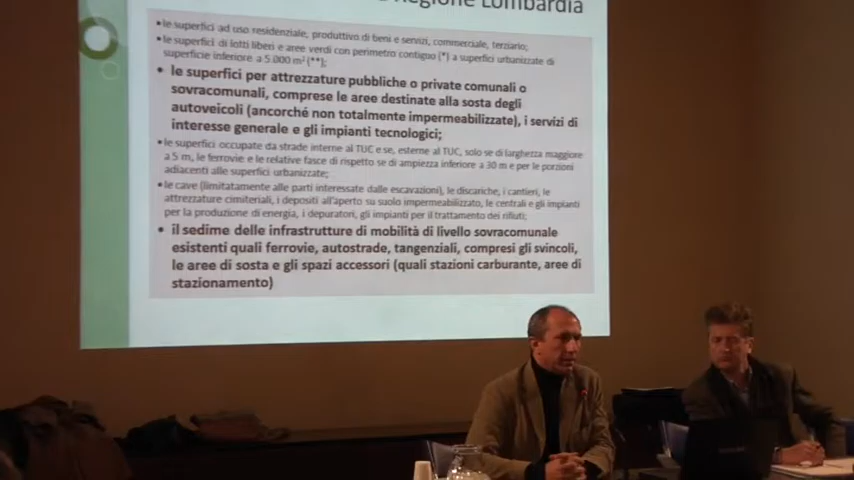 Regione Lombardia
• le superfici ad uso residenziale, produttivo di beni e servizi, commerciale, terziario;
• le superfici di lotti liberi e aree verdi con perimetro contiguo (*) a superfici urbanizzate di
superficie inferiore a 5.000 m² (**);
• le superfici per attrezzature pubbliche o private comunali o
sovracomunali, comprese le aree destinate alla sosta degli
autoveicoli (ancorché non totalmente impermeabilizzate), i servizi di
interesse generale e gli impianti tecnologici;
• le superfici occupate da strade interne al TUC e se, esterne al TUC, solo se di larghezza maggiore
a 5 m, le ferrovie e le relative fasce di rispetto se di ampiezza inferiore a 30 m e per le porzioni
adiacenti alle superfici urbanizzate;
• le cave (limitatamente alle parti interessate dalle escavazioni), le discariche, i cantieri, le
attrezzature cimiteriali, i depositi all'aperto su suolo impermeabilizzato, le centrali e gli impianti
per la produzione di energia, i depuratori, gli impianti per il trattamento dei rifiuti;
• il sedime delle infrastrutture di mobilità di livello sovracomunale
esistenti quali ferrovie, autostrade, tangenziali, compresi gli svincoli,
le aree di sosta e gli spazi accessori (quali stazioni carburante, aree di
stazionamento)